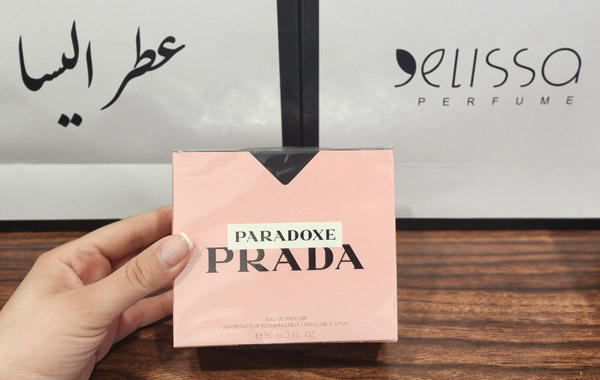 عطر الیسا
elissa
PERFUME
PARADOXE
PRADA
EAU DE PARFUM
VAPORISATEUR RECHARGEABLE / REFILLABLE SPRAY
℮ 90 ml 3 FL. OZ.